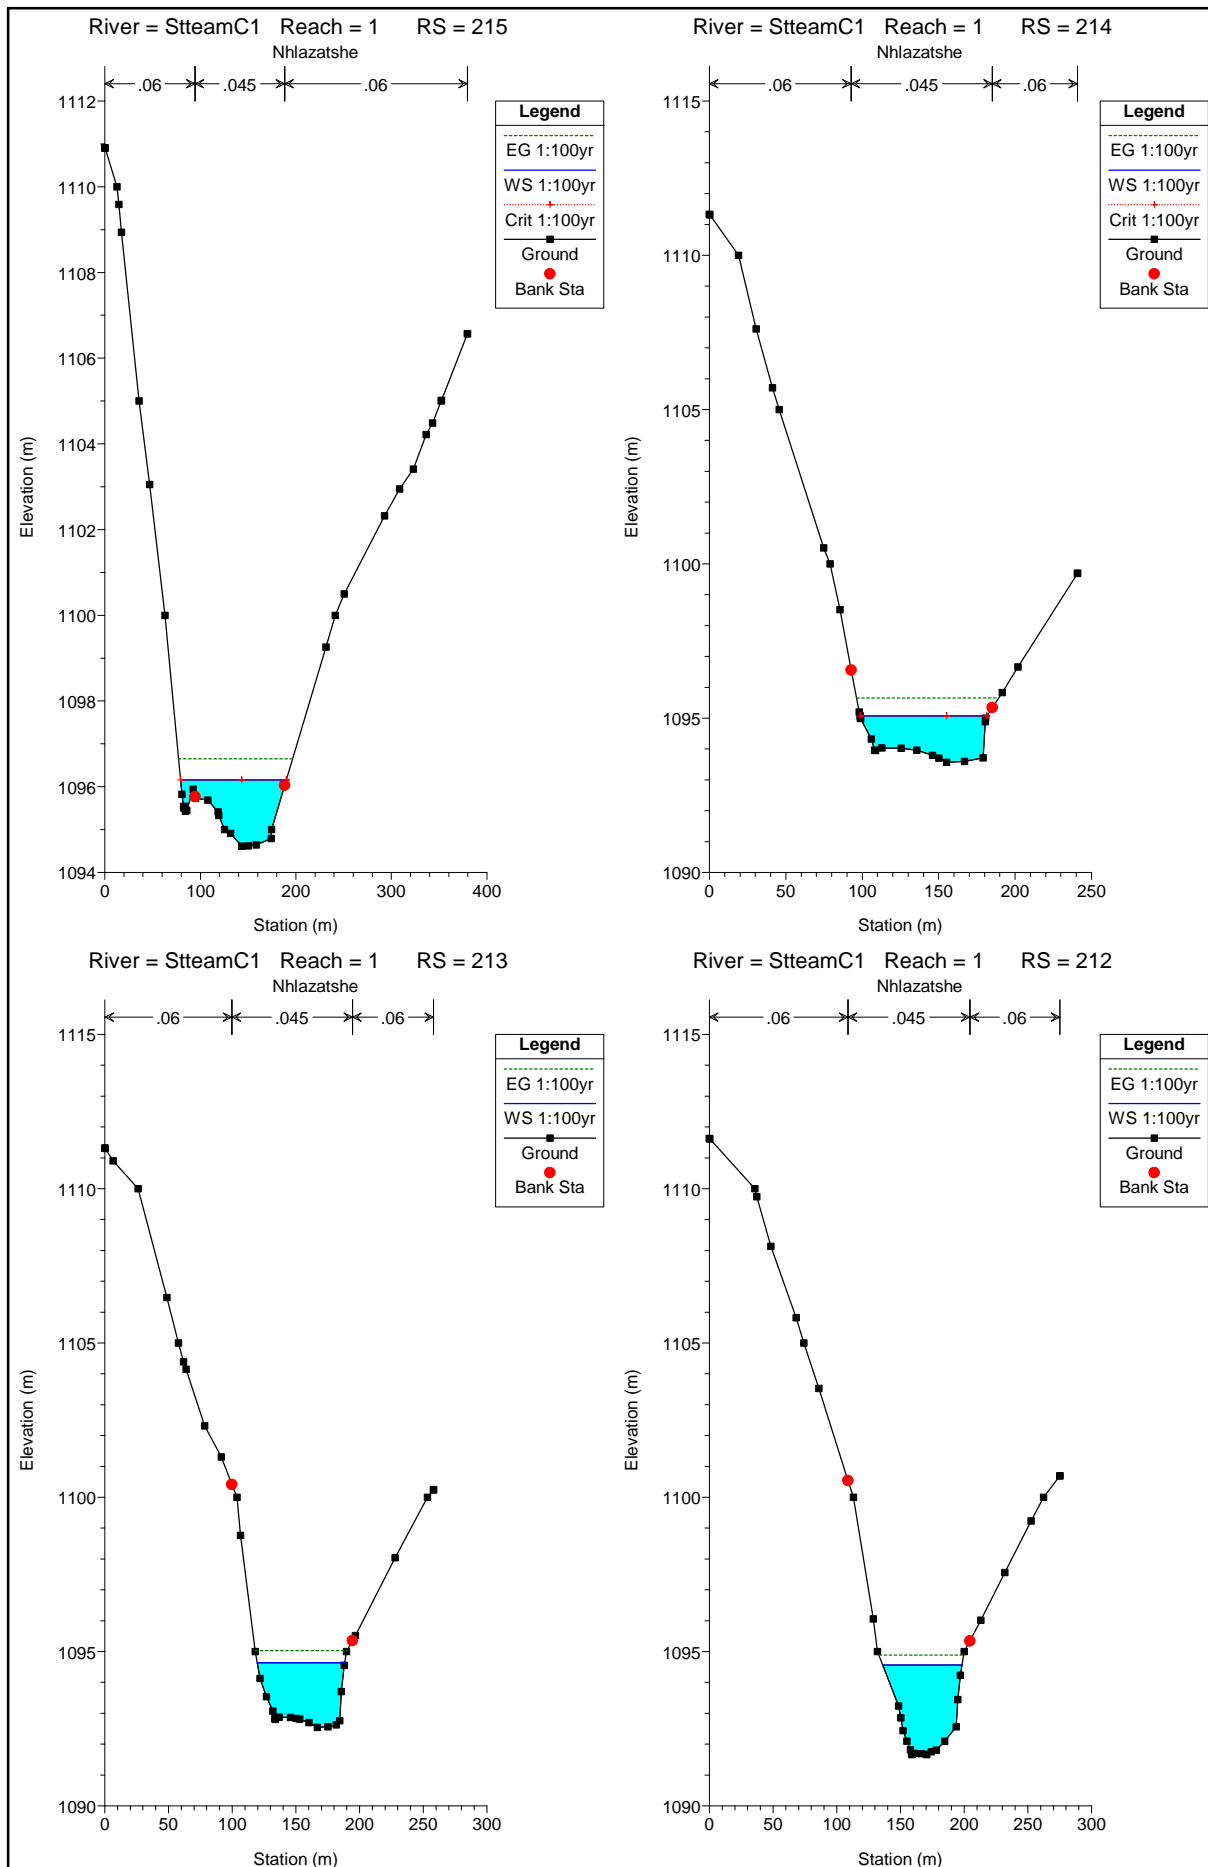 River = StteamC1 Reach = 1 RS = 215
Nhlazatshe
.06 .045 .06
Legend
EG 1:100yr
WS 1:100yr
Crit 1:100yr
Ground
Bank Sta
1112
1110
1108
1106
1104
1102
1100
1098
1096
1094
Elevation (m)
0 100 200 300 400
Station (m)
River = StteamC1 Reach = 1 RS = 214
Nhlazatshe
.06 .045 .06
Legend
EG 1:100yr
WS 1:100yr
Crit 1:100yr
Ground
Bank Sta
1115
1110
1105
1100
1095
1090
Elevation (m)
0 50 100 150 200 250
Station (m)
River = StteamC1 Reach = 1 RS = 213
Nhlazatshe
.06 .045 .06
Legend
EG 1:100yr
WS 1:100yr
Ground
Bank Sta
1115
1110
1105
1100
1095
1090
Elevation (m)
0 100 200 300
Station (m)
River = StteamC1 Reach = 1 RS = 212
Nhlazatshe
.06 .045 .06
Legend
EG 1:100yr
WS 1:100yr
Ground
Bank Sta
1115
1110
1105
1100
1095
1090
Elevation (m)
0 50 100 150 200 250 300
Station (m)